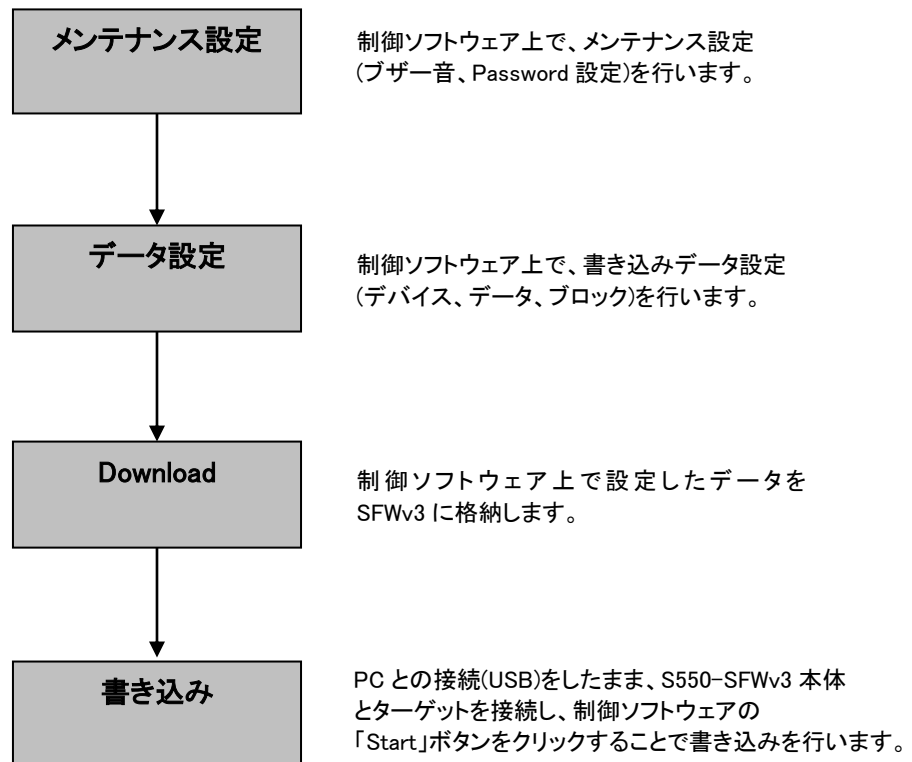 メンテナンス設定
制御ソフトウェア上で、メンテナンス設定
(ブザー音、Password 設定)を行います。
データ設定
制御ソフトウェア上で、書き込みデータ設定
(デバイス、データ、ブロック)を行います。
Download
制御ソフトウェア上で設定したデータを
SFWv3 に格納します。
書き込み
PC との接続(USB)をしたまま、S550-SFWv3 本体
とターゲットを接続し、制御ソフトウェアの
「Start」ボタンをクリックすることで書き込みを行います。